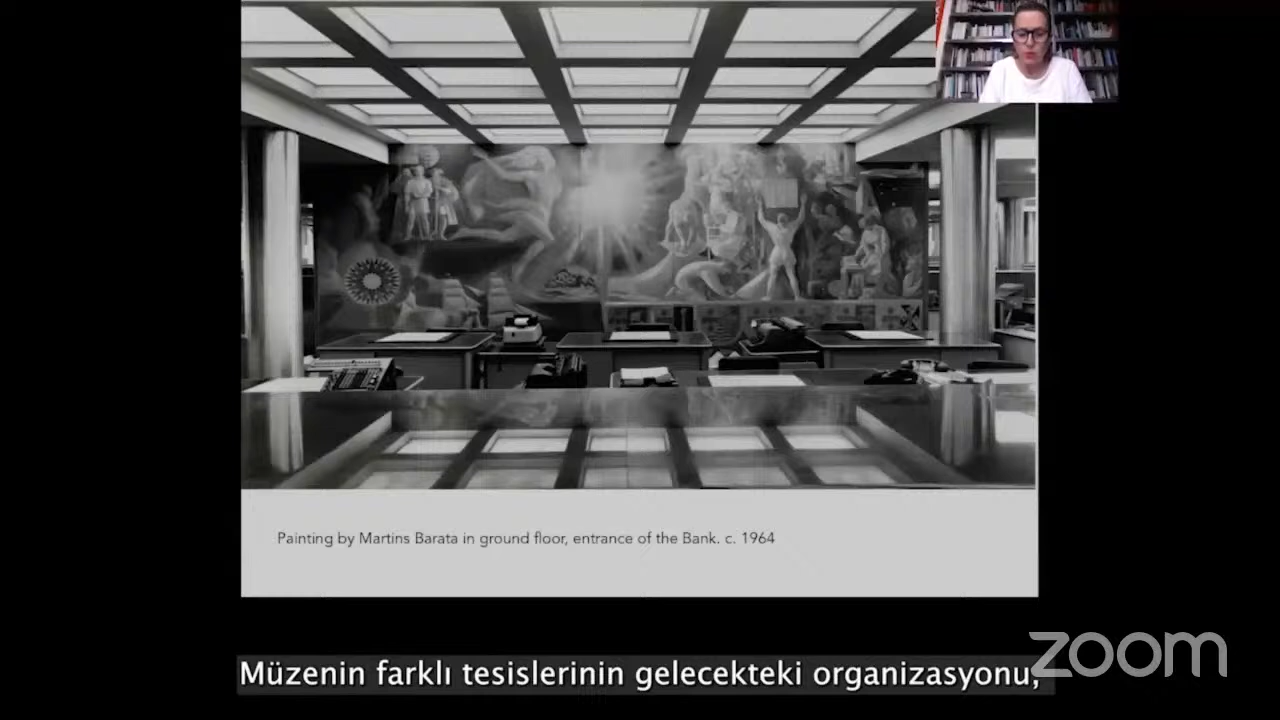 Painting by Martins Barata in ground floor, entrance of the Bank. c. 1964
zoom
Müzenin farklı tesislerinin gelecekteki organizasyonu,